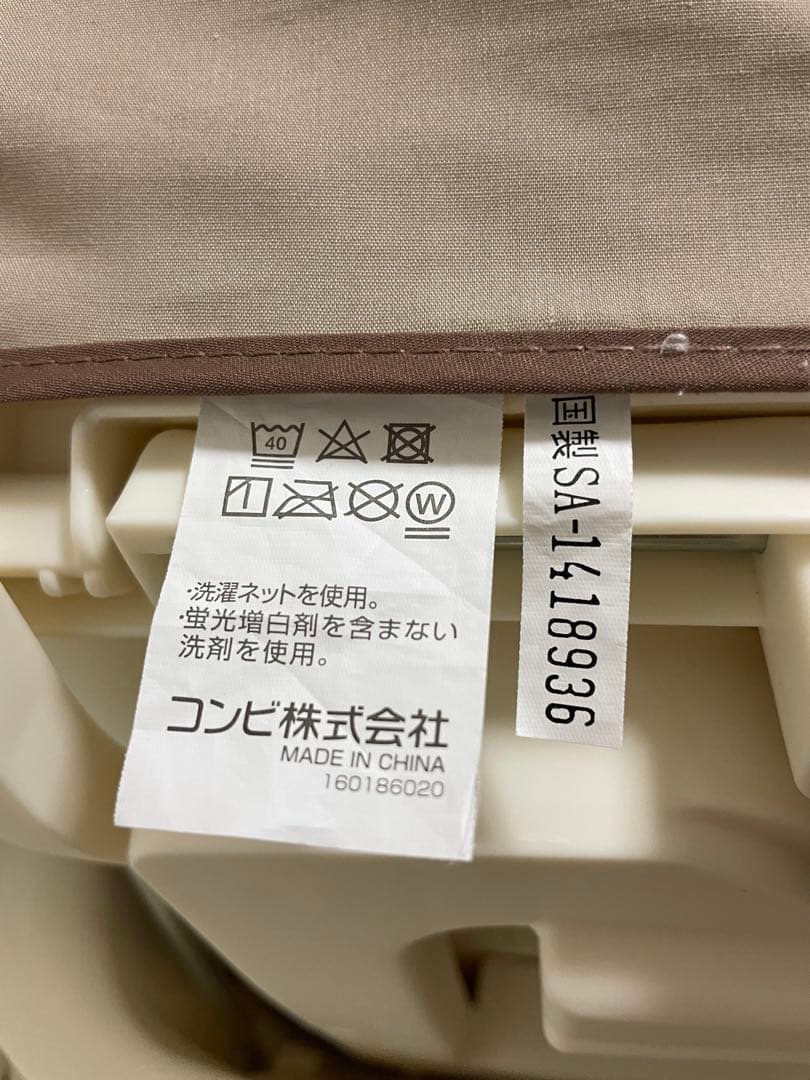 40
W
・洗濯ネットを使用。
・蛍光増白剤を含まない
洗剤を使用。
コンビ株式会社
MADE IN CHINA
160186020
国製SA-1418936